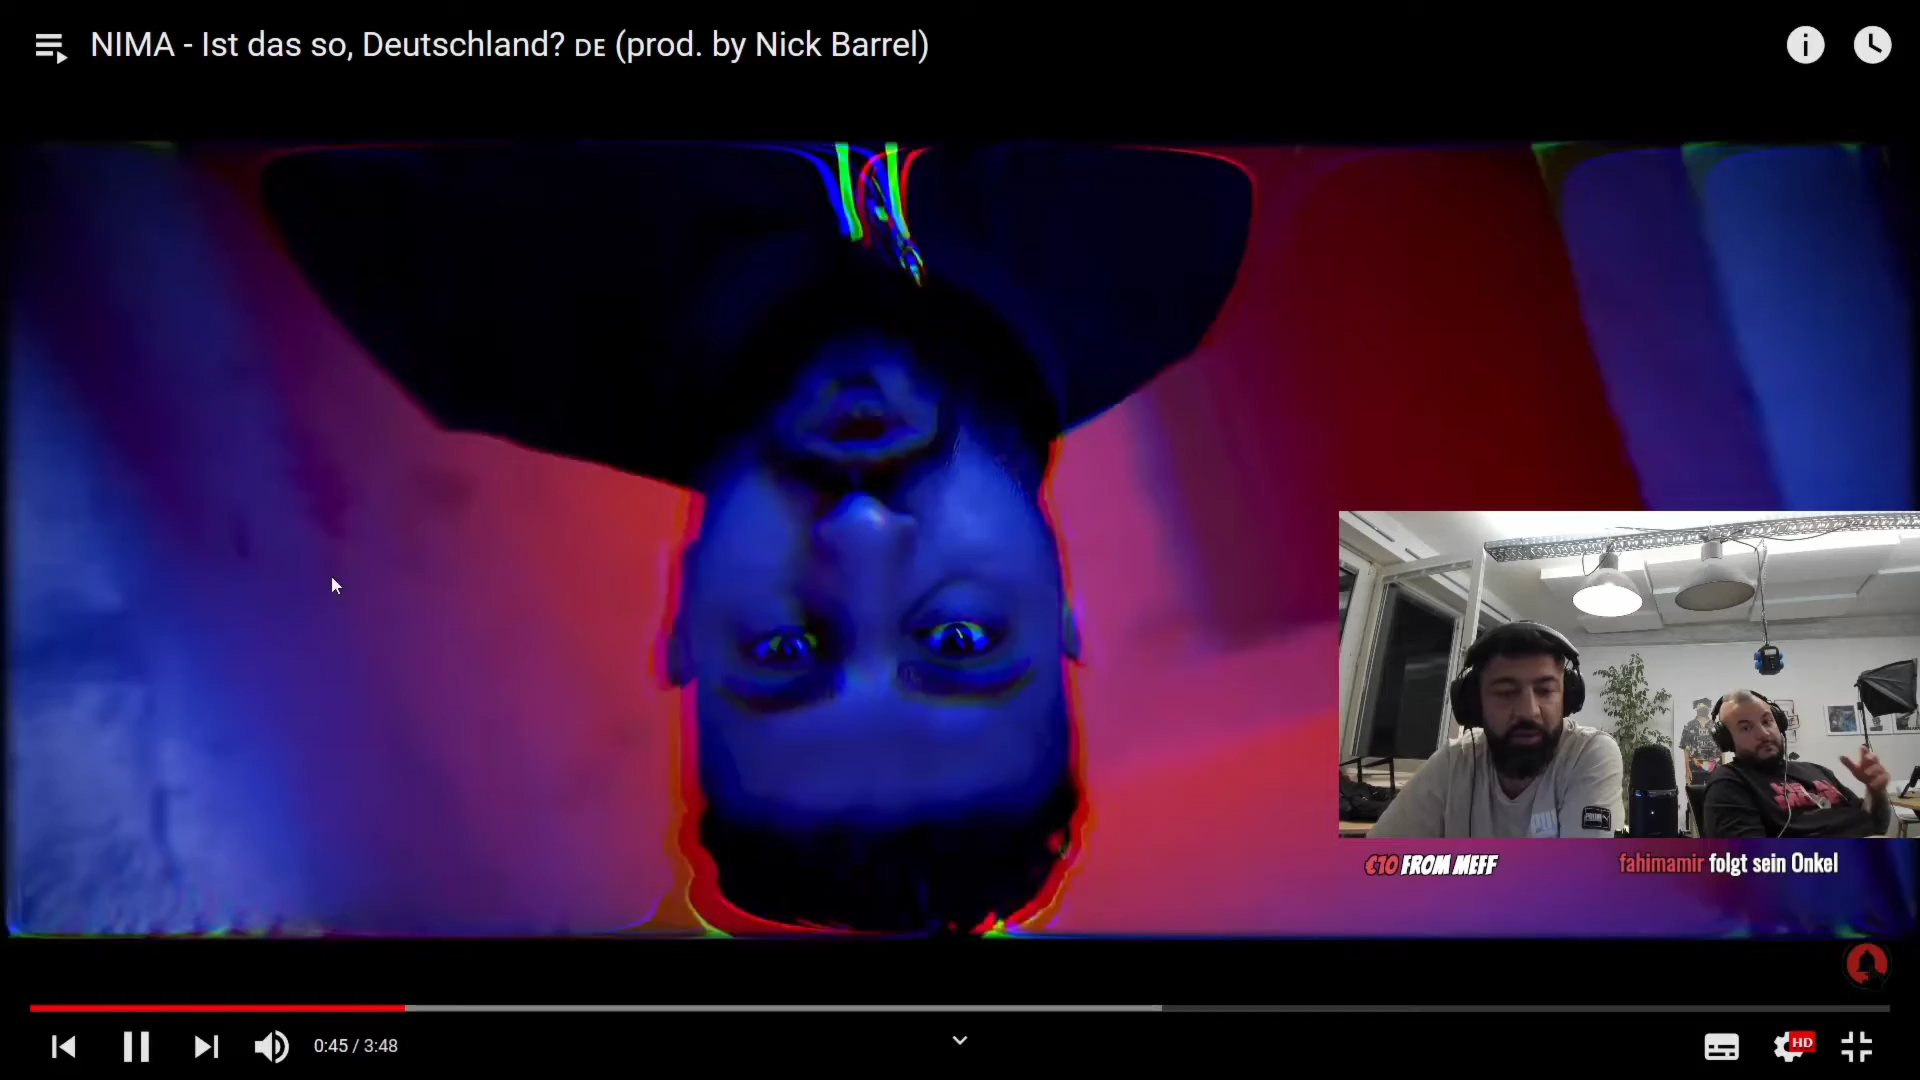 NIMA - Ist das so, Deutschland? DE (prod. by Nick Barrel)
€10 FROM MEFF
fahimamir folgt sein Onkel
0:45 / 3:48
HD